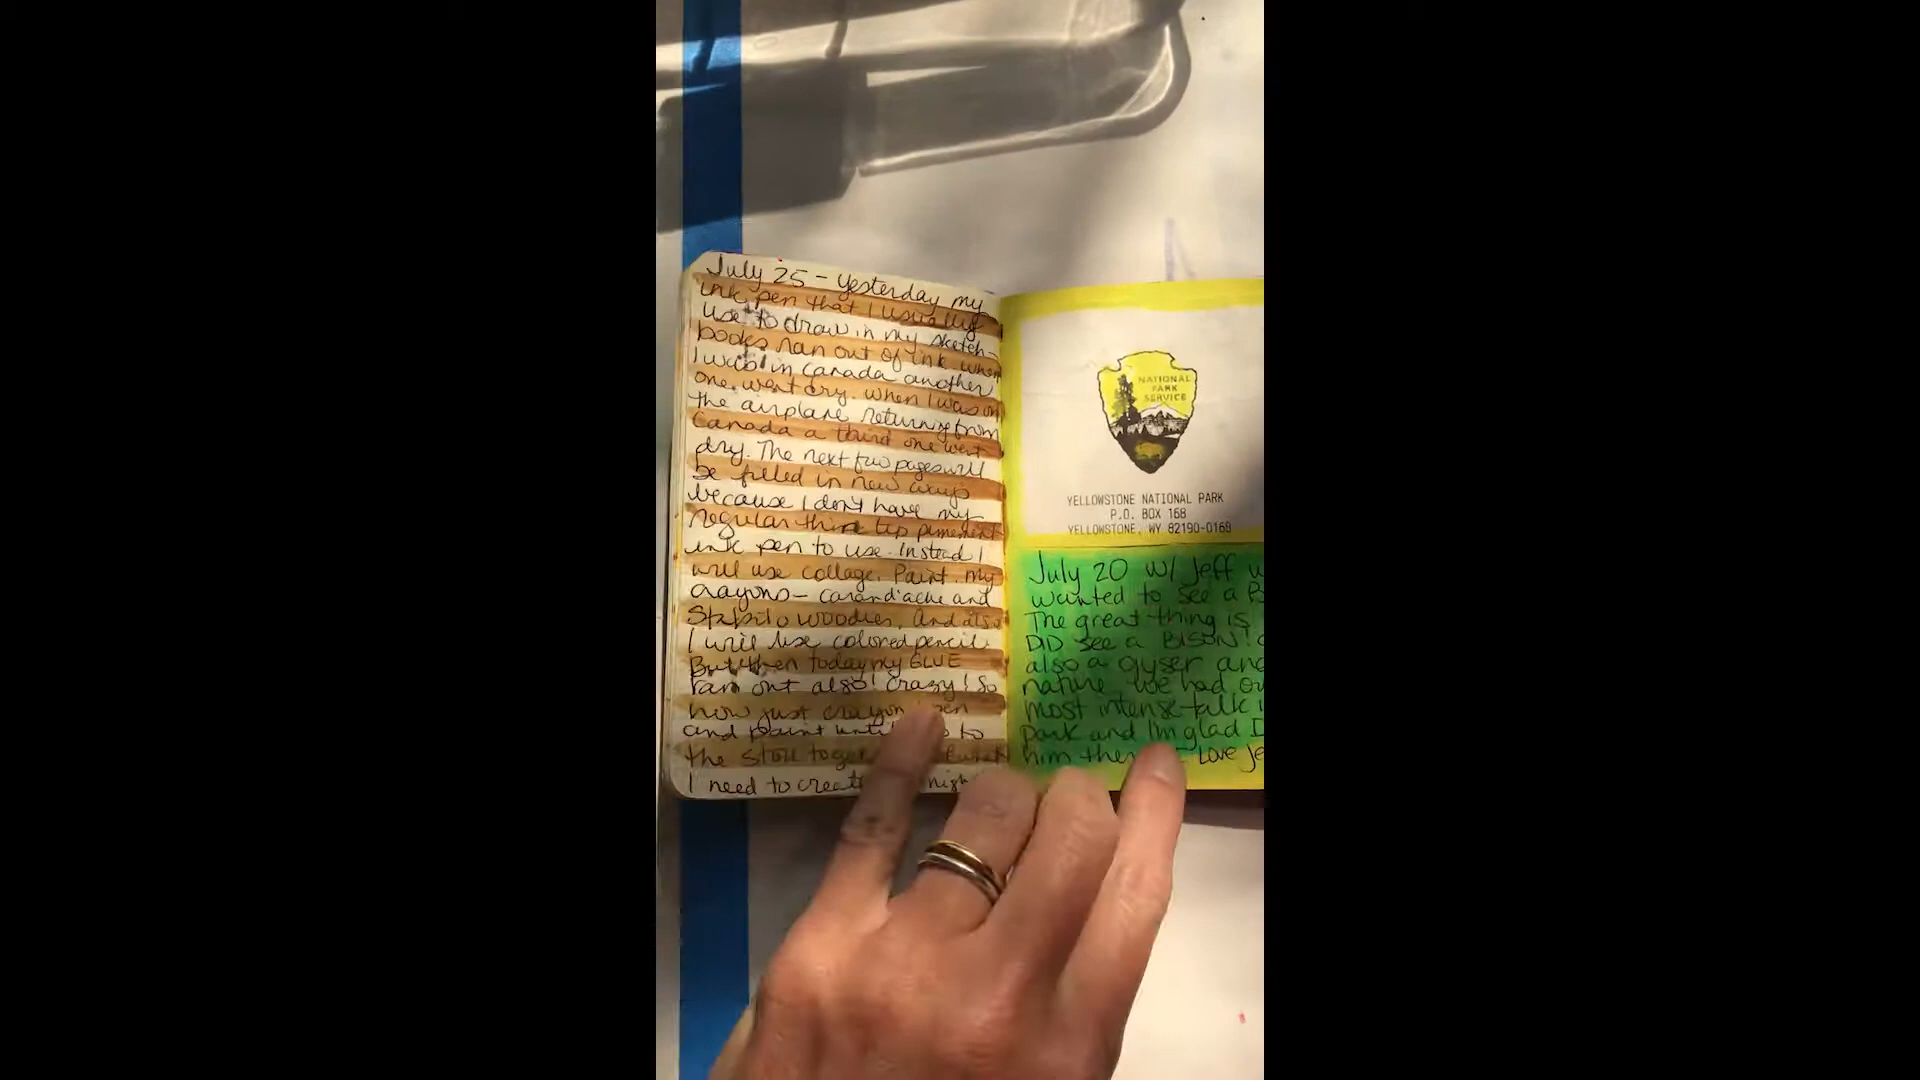 July 25 - Yesterday my
ink pen that I usually
use to draw in my sketch-
books ran out of ink when
I was in Canada another
one went dry. When I was on
the airplane returning from
Canada a third one went
dry. The next two pages will
be filled in new ways
because I don't have my
regular thin tip
ink pen to use. Instead I
will use collage, Paint, my
crayons - carand'ache and
Stabilo woodies. And also
I will use colored pencil.
But then today my GLUE
ran out also! Crazy! So
now just crayon
and paint to
the store
I need to
NATIONAL
PARK
SERVICE
YELLOWSTONE NATIONAL PARK
P.O. BOX 168
YELLOWSTONE, WY 82190-0168
July 20 w/ Jeff
wanted to see a
The great thing is
DID see a BISON!
also a gyser and
nature. We had
most intense talk
park and I'm glad I
him Love